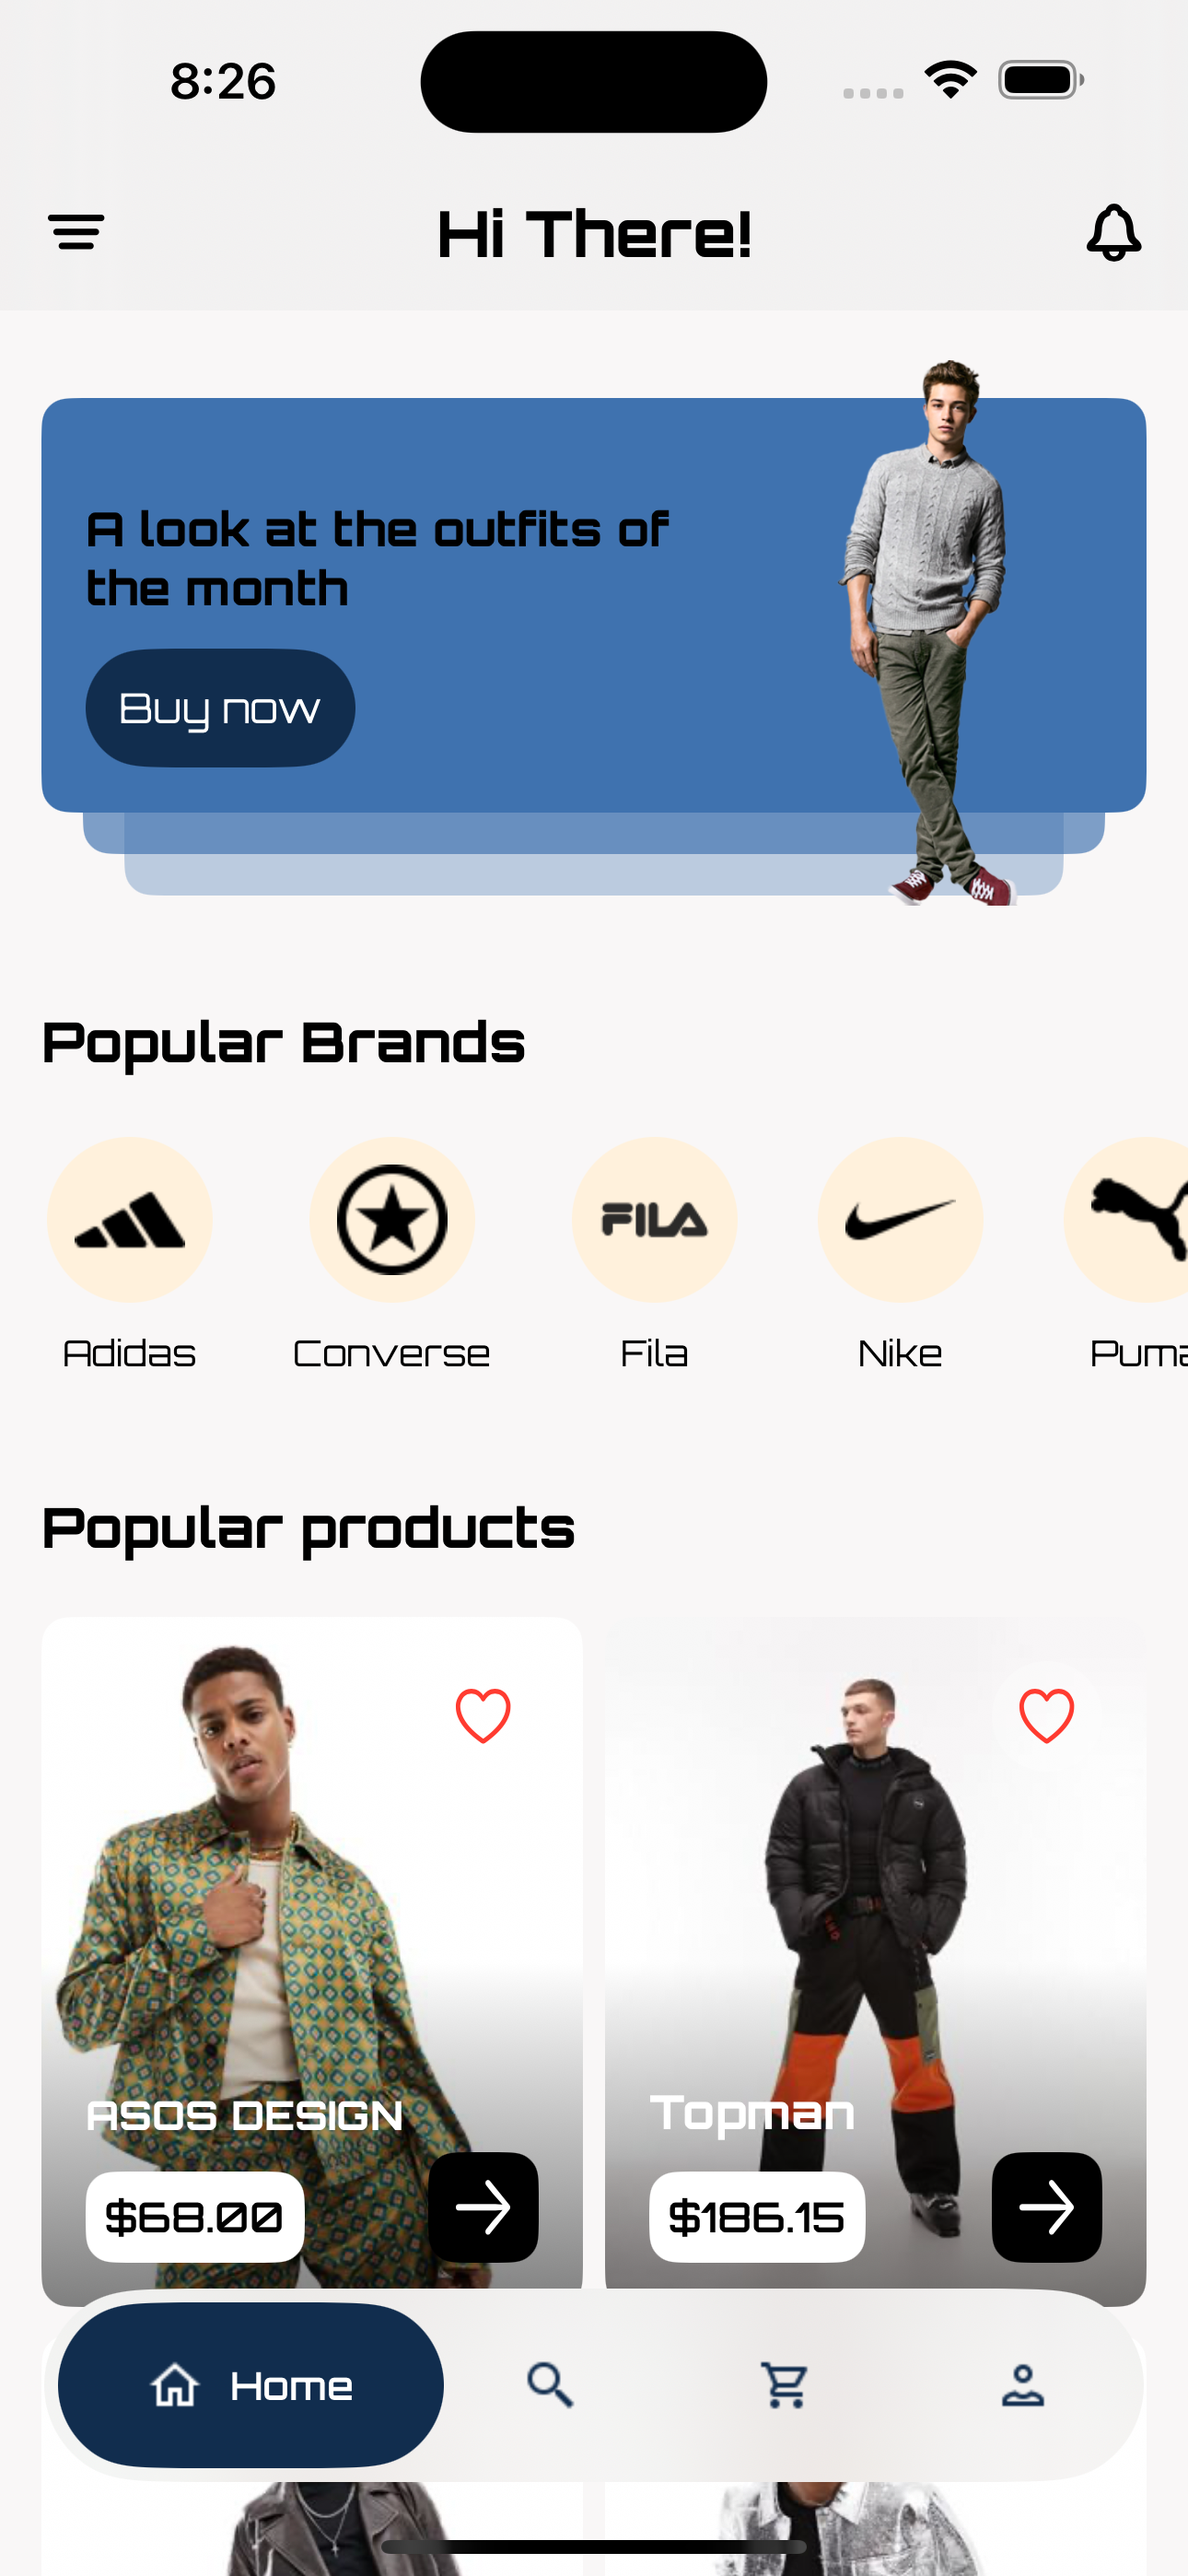 8:26
Hi There!
A look at the outfits of
the month
Buy now
Popular Brands
FILA
Adidas
Converse
Fila
Nike
Puma
Popular products
ASOS DESIGN
$68.00
Topman
$186.15
Home